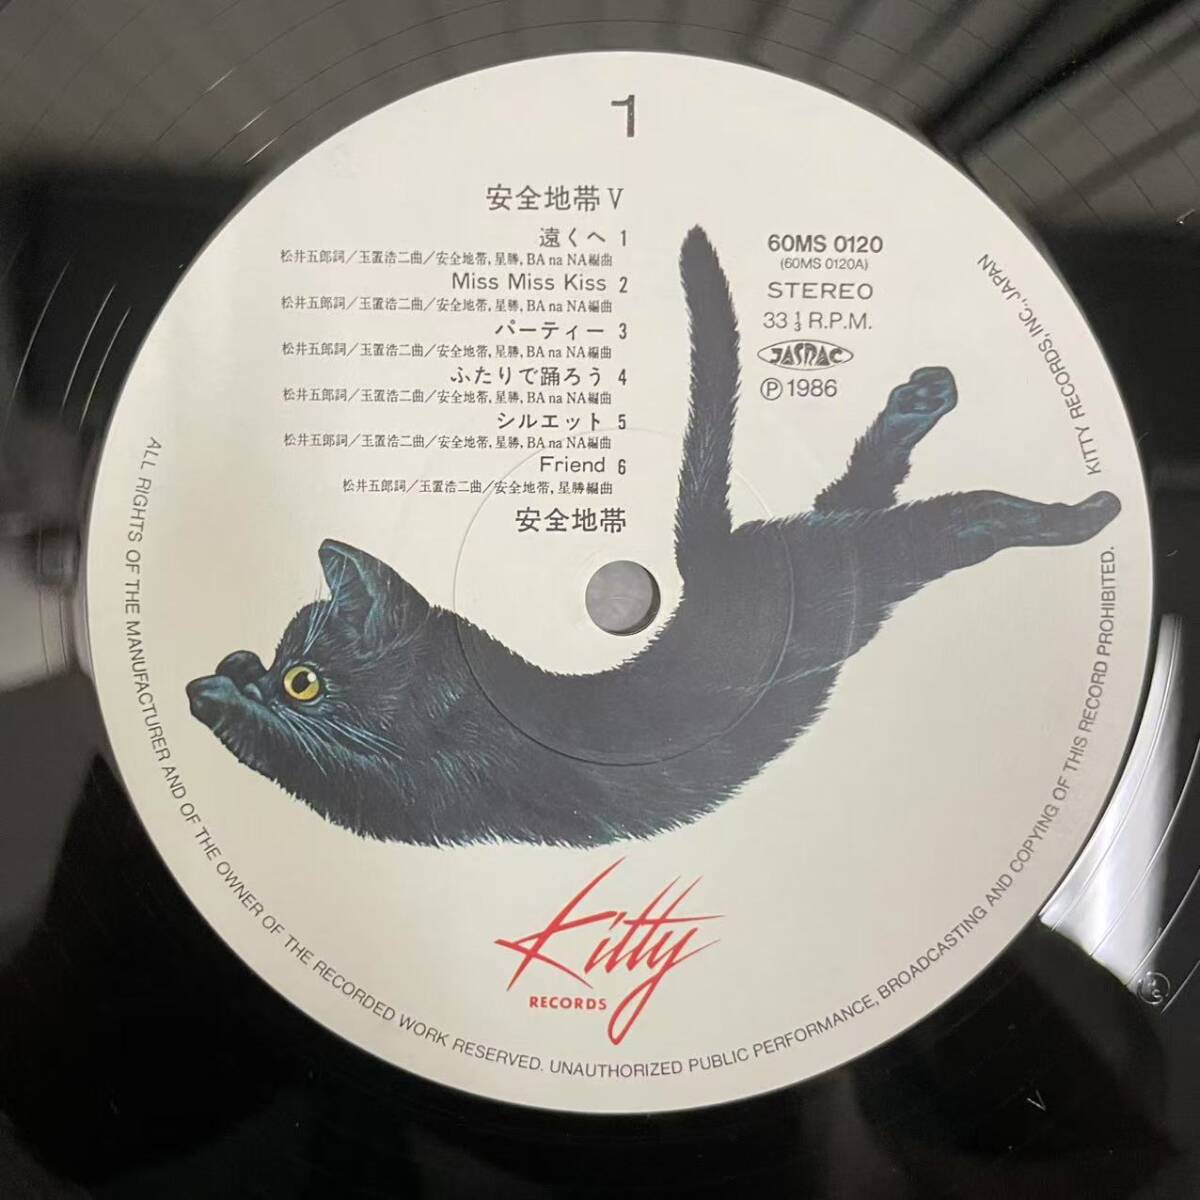 1
安全地帯 V
遠くへ 1
松井五郎詞／玉置浩二曲／安全地帯,星勝,BA na NA編曲
Miss Miss Kiss 2
松井五郎詞／玉置浩二曲／安全地帯,星勝,BA na NA編曲
パーティー 3
松井五郎詞／玉置浩二曲／安全地帯,星勝,BA na NA編曲
ふたりで踊ろう 4
松井五郎詞／玉置浩二曲／安全地帯,星勝,BA na NA編曲
シルエット 5
松井五郎詞／玉置浩二曲／安全地帯,星勝,BA na NA編曲
Friend 6
松井五郎詞／玉置浩二曲／安全地帯,星勝編曲
安全地帯
60MS 0120
(60MS 0120A)
STEREO
33 1/3 R.P.M.
JASRAC
Ⓟ1986
Kitty
RECORDS
ALL RIGHTS OF THE MANUFACTURER AND OF THE OWNER OF THE RECORDED WORK RESERVED. UNAUTHORIZED PUBLIC PERFORMANCE, BROADCASTING AND COPYING OF THIS RECORD PROHIBITED.
KITTY RECORDS, INC., JAPAN